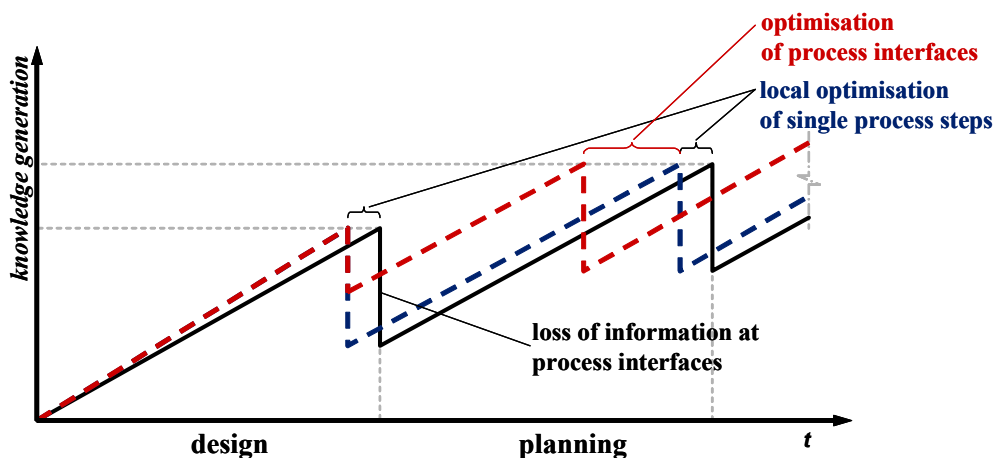 optimisation
of process interfaces
local optimisation
of single process steps
knowledge generation
loss of information at
process interfaces
design
planning
t